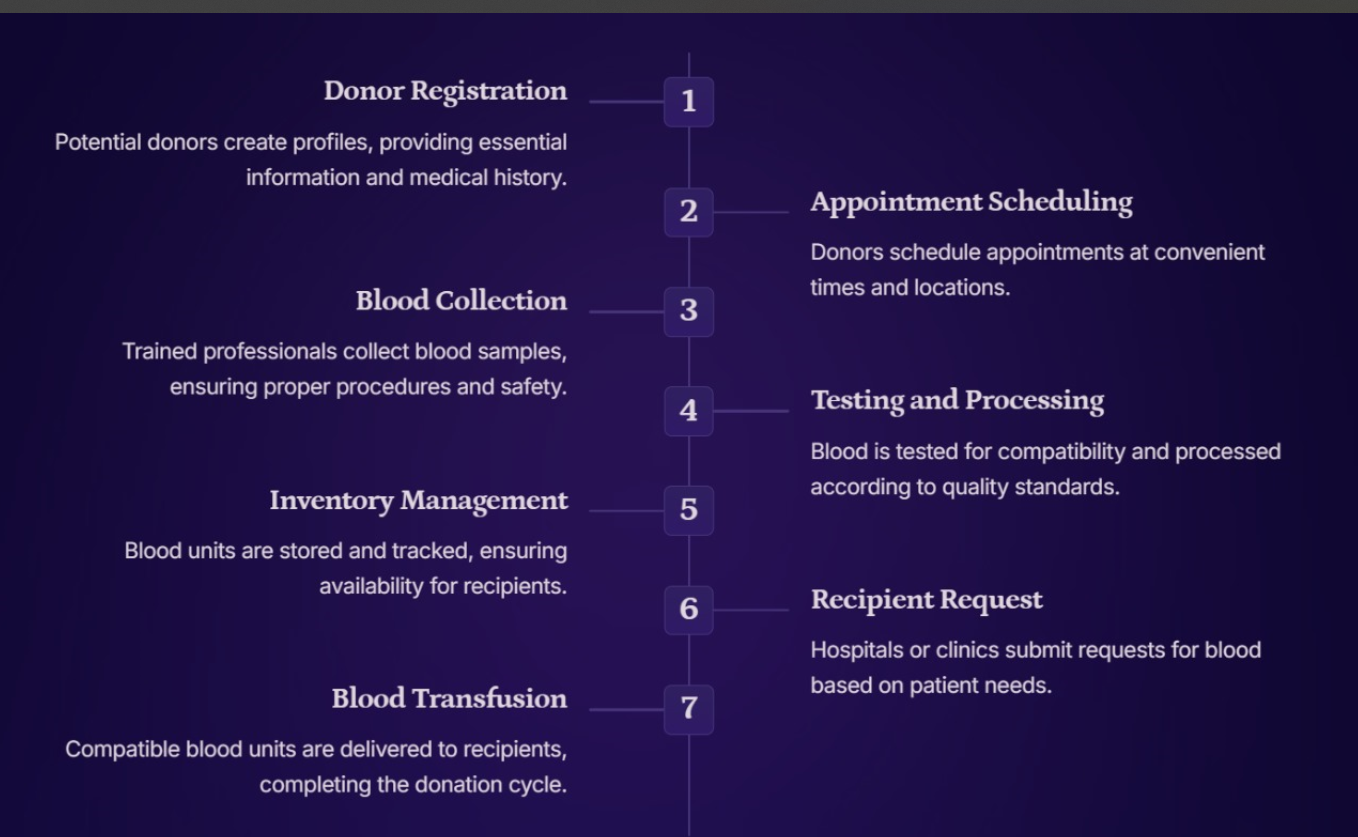 1
Donor Registration
Potential donors create profiles, providing essential
information and medical history.
2
Appointment Scheduling
Donors schedule appointments at convenient
times and locations.
3
Blood Collection
Trained professionals collect blood samples,
ensuring proper procedures and safety.
4
Testing and Processing
Blood is tested for compatibility and processed
according to quality standards.
5
Inventory Management
Blood units are stored and tracked, ensuring
availability for recipients.
6
Recipient Request
Hospitals or clinics submit requests for blood
based on patient needs.
7
Blood Transfusion
Compatible blood units are delivered to recipients,
completing the donation cycle.